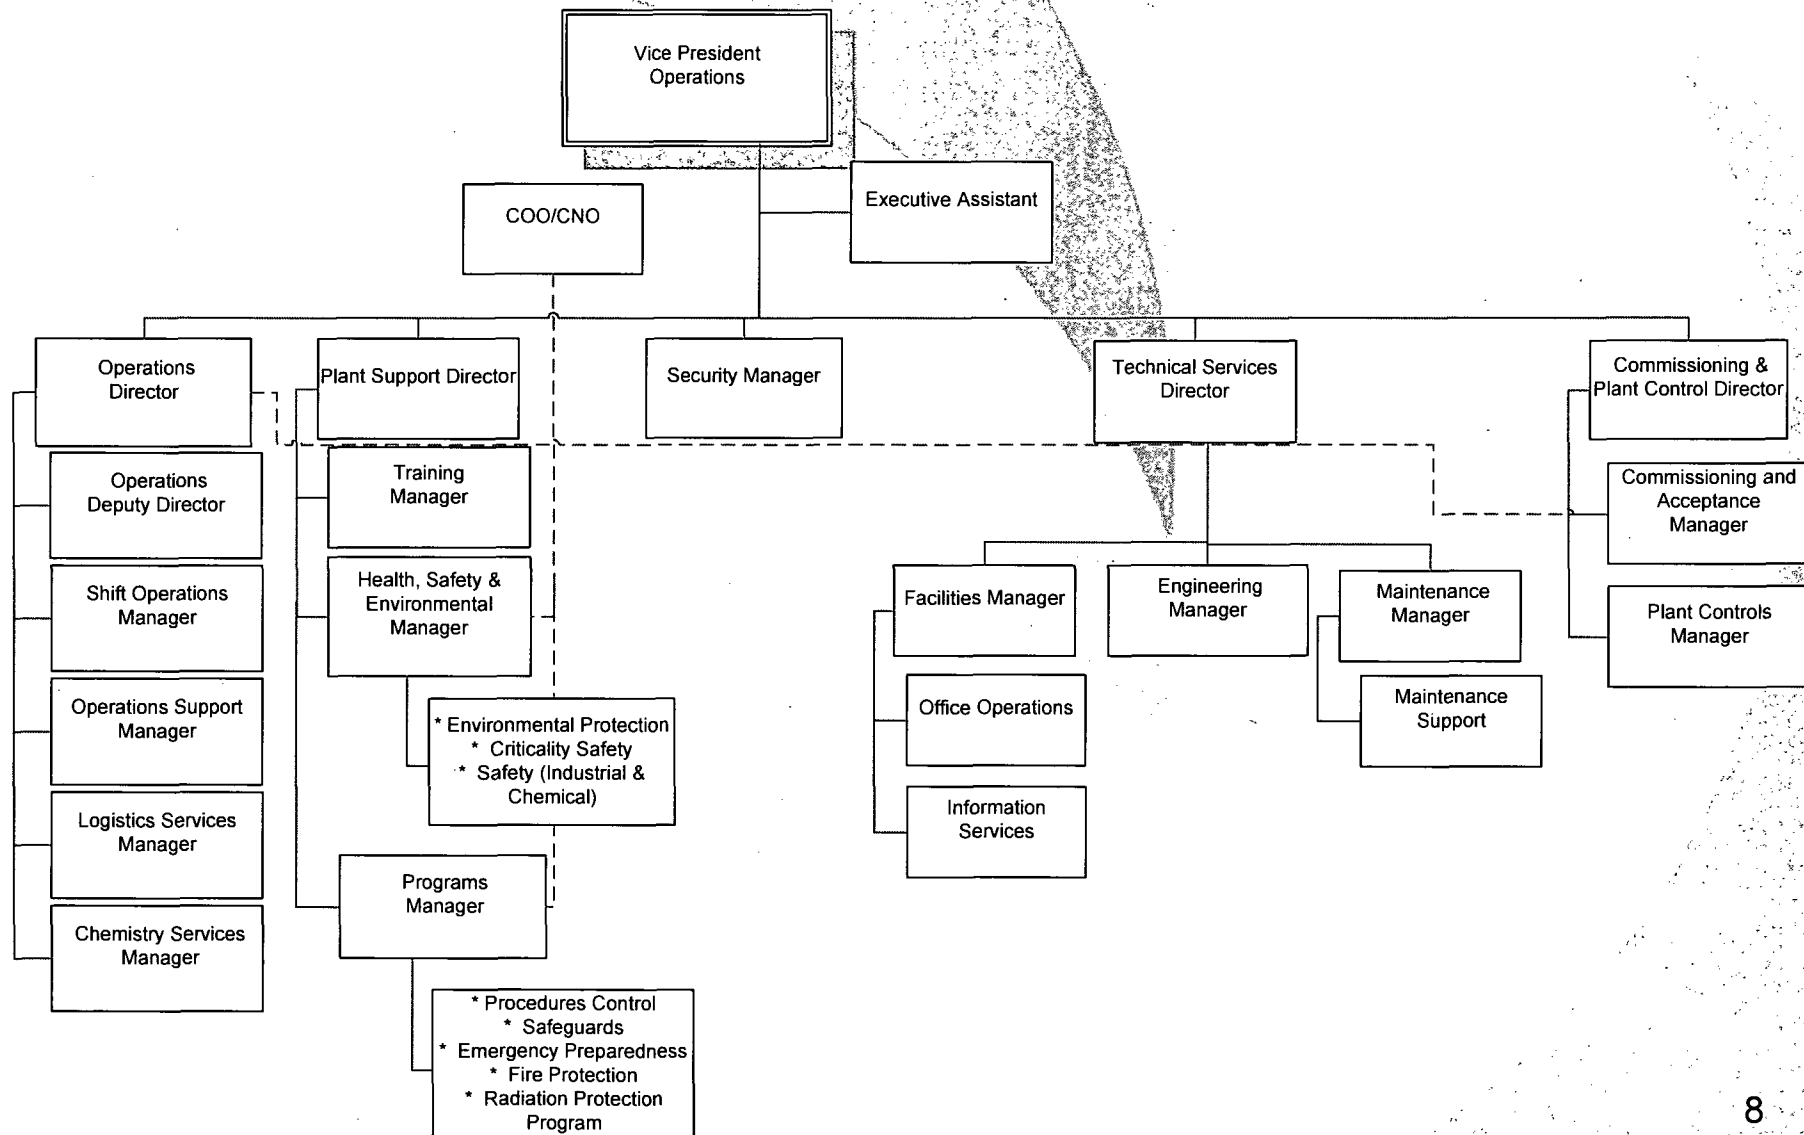 Vice President
Operations
Executive Assistant
COO/CNO
Operations
Director
Plant Support Director
Security Manager
Technical Services
Director
Commissioning &
Plant Control Director
Operations
Deputy Director
Shift Operations
Manager
Operations Support
Manager
Logistics Services
Manager
Chemistry Services
Manager
Training
Manager
Health, Safety &
Environmental
Manager
* Environmental Protection
* Criticality Safety
* Safety (Industrial &
Chemical)
Programs
Manager
* Procedures Control
* Safeguards
* Emergency Preparedness
* Fire Protection
* Radiation Protection
Program
Facilities Manager
Office Operations
Information
Services
Engineering
Manager
Maintenance
Manager
Maintenance
Support
Commissioning and
Acceptance
Manager
Plant Controls
Manager
8